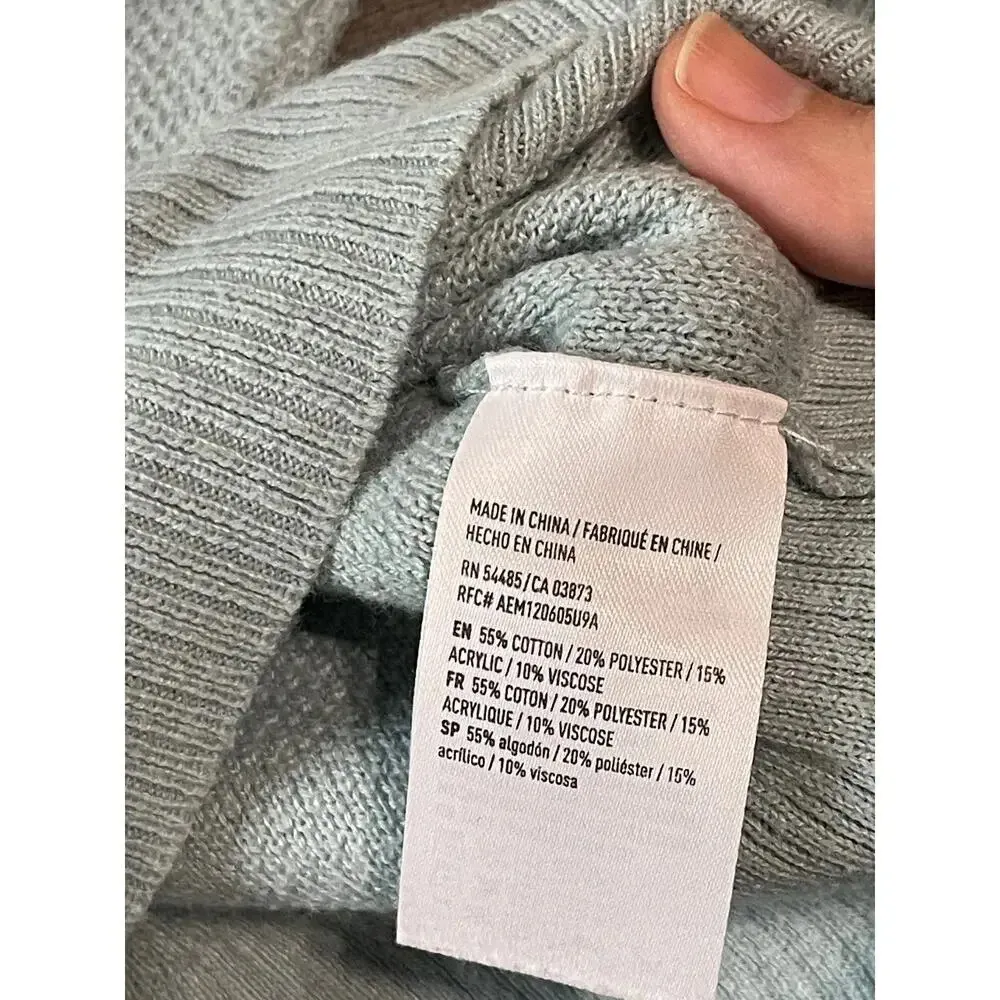 MADE IN CHINA / FABRIQUÉ EN CHINE /
HECHO EN CHINA
RN 54485 / CA 03873
RFC# AEM120605U9A
EN 55% COTTON / 20% POLYESTER / 15%
ACRYLIC / 10% VISCOSE
FR 55% COTON / 20% POLYESTER / 15%
ACRYLIQUE / 10% VISCOSE
SP 55% algodón / 20% poliéster / 15%
acrílico / 10% viscosa